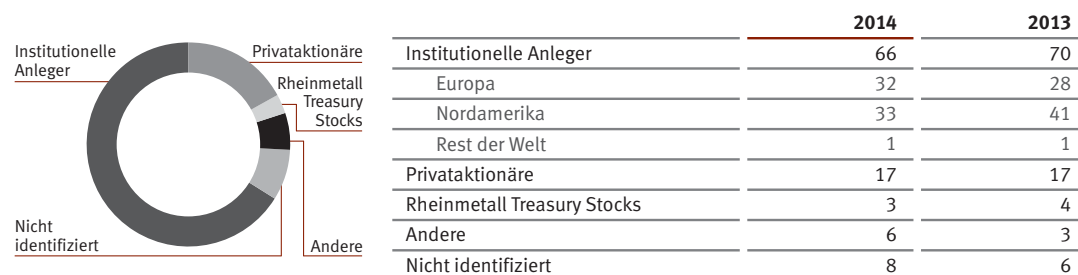 Institutionelle
Anleger
Privataktionäre
Rheinmetall
Treasury
Stocks
Nicht
identifiziert
Andere
2014 2013
Institutionelle Anleger 66 70
Europa 32 28
Nordamerika 33 41
Rest der Welt 1 1
Privataktionäre 17 17
Rheinmetall Treasury Stocks 3 4
Andere 6 3
Nicht identifiziert 8 6